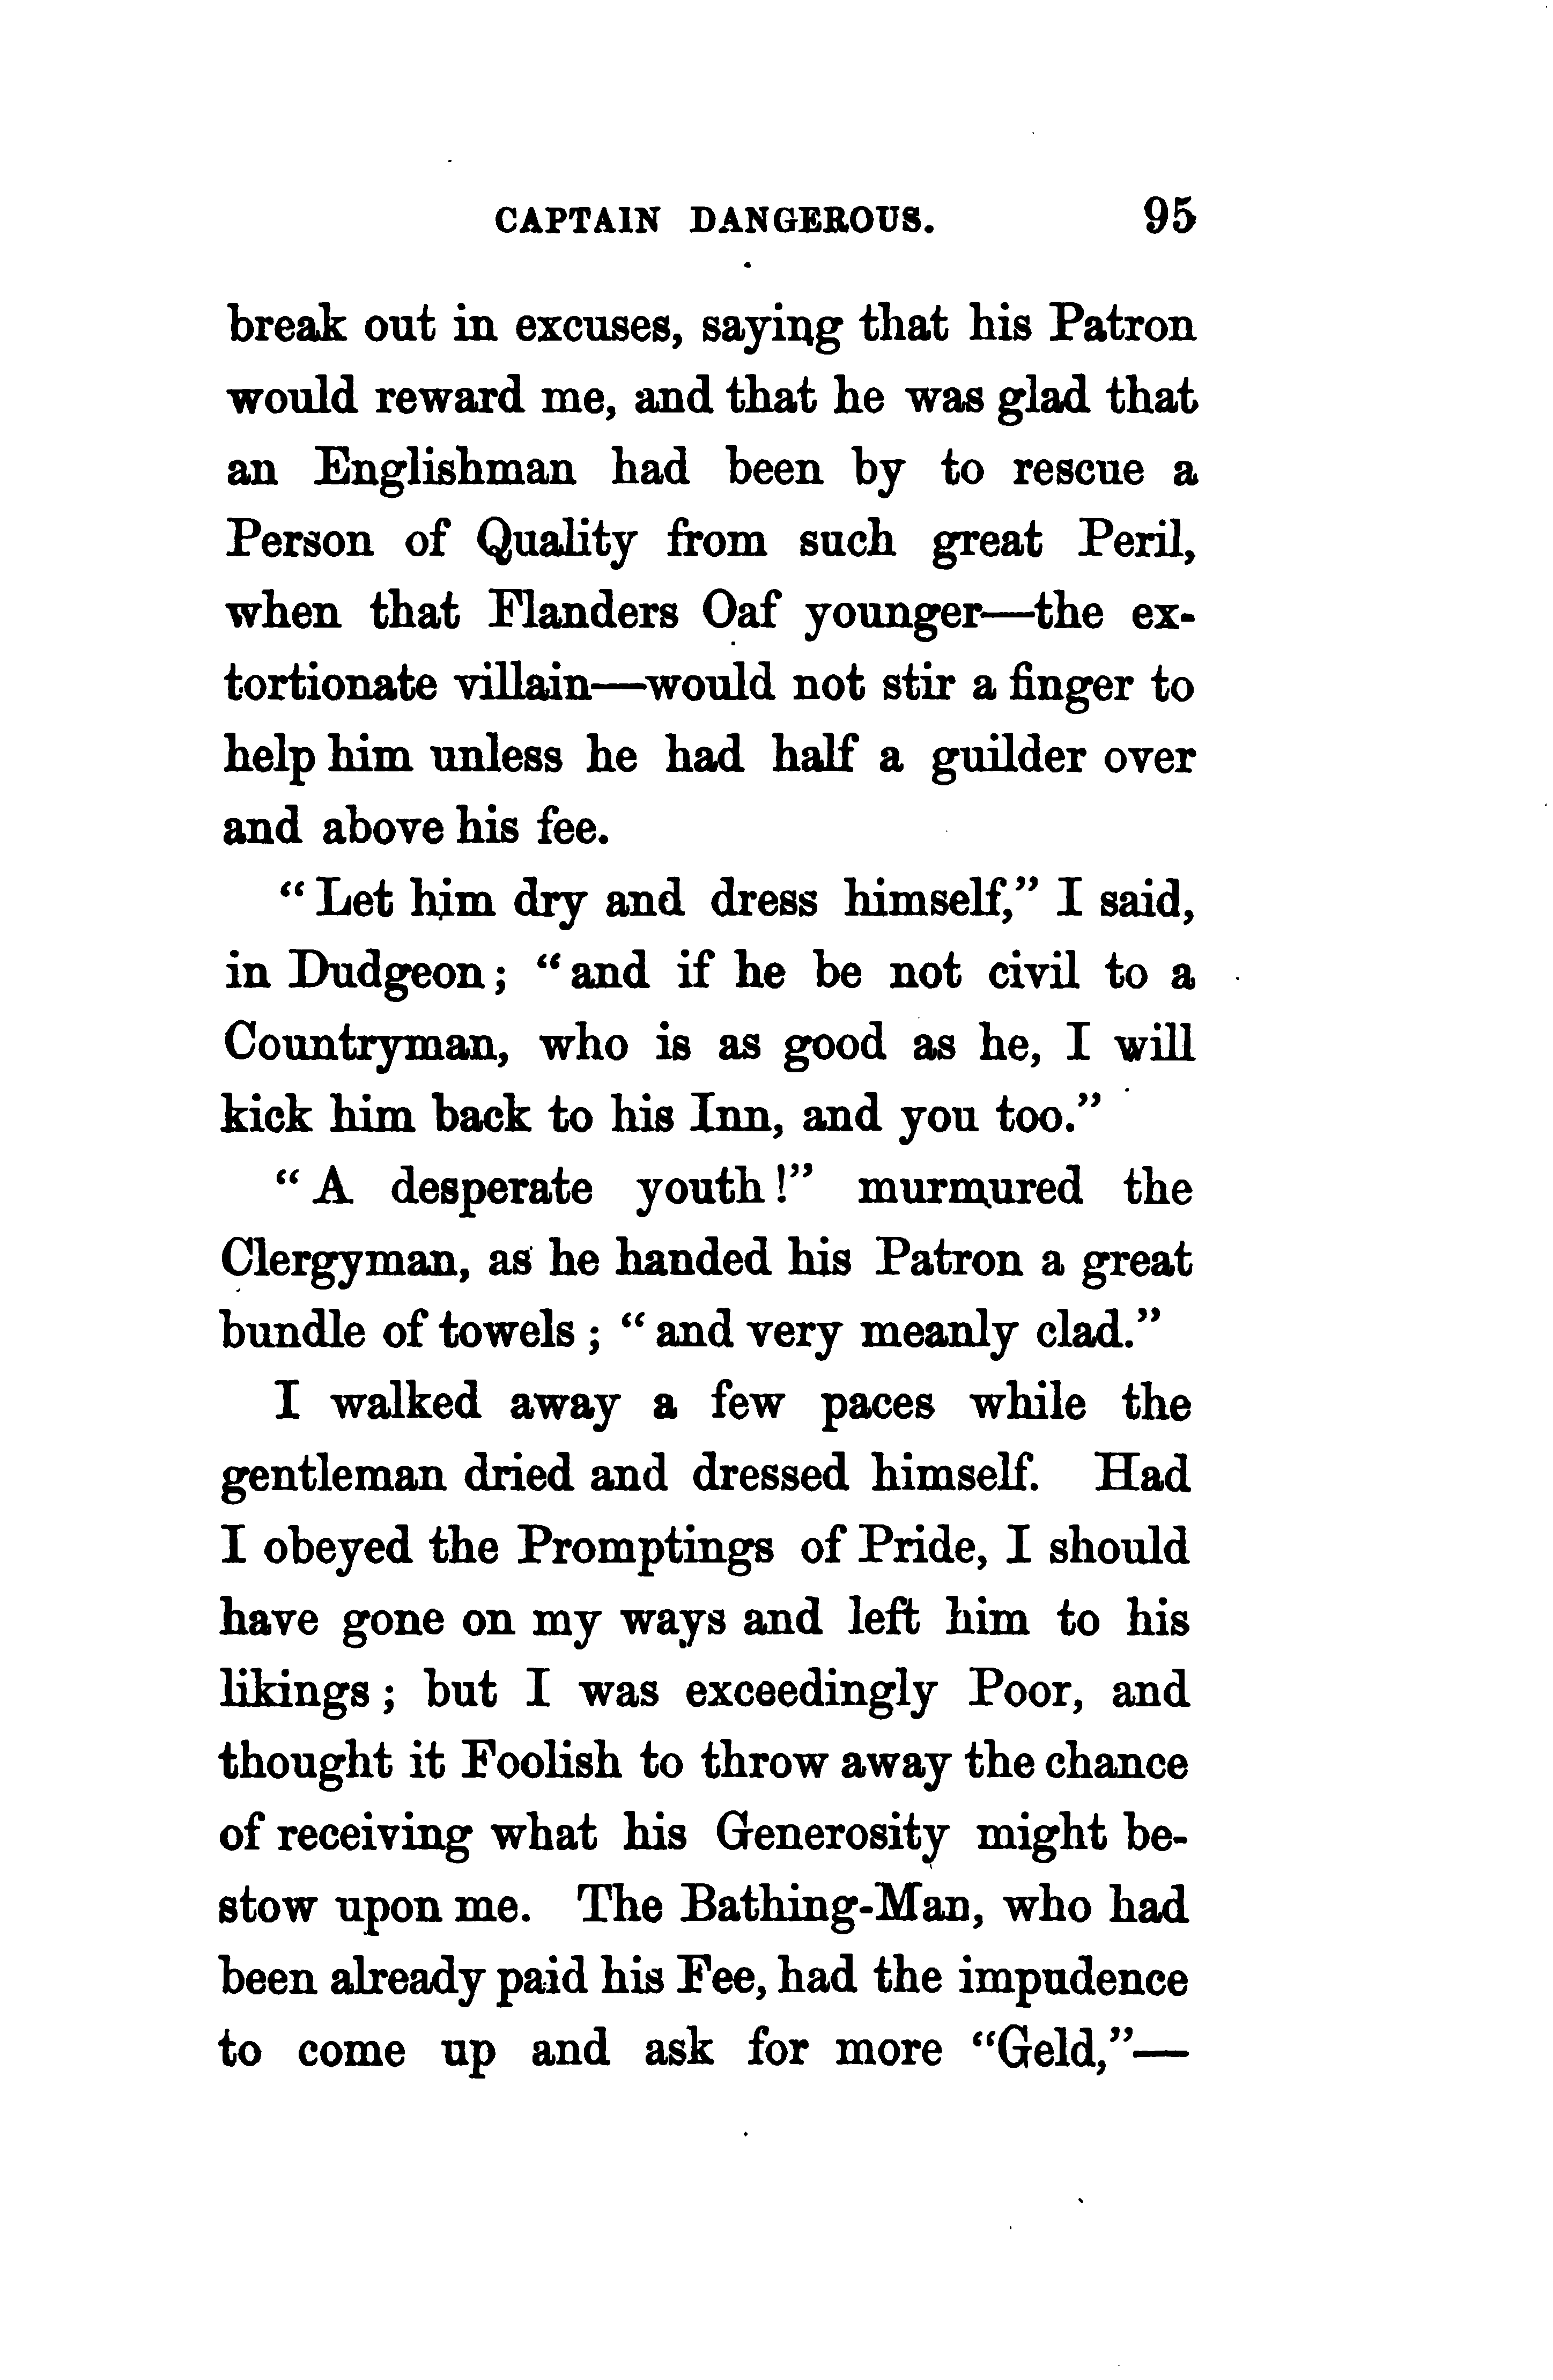 CAPTAIN DANGEROUS. 95
break out in excuses, saying that his Patron
would reward me, and that he was glad that
an Englishman had been by to rescue a
Person of Quality from such great Peril,
when that Flanders Oaf younger—the ex-
tortionate villain—would not stir a finger to
help him unless he had half a guilder over
and above his fee.
"Let him dry and dress himself," I said,
in Dudgeon; "and if he be not civil to a
Countryman, who is as good as he, I will
kick him back to his Inn, and you too."
"A desperate youth!" murmured the
Clergyman, as he handed his Patron a great
bundle of towels; "and very meanly clad."
I walked away a few paces while the
gentleman dried and dressed himself. Had
I obeyed the Promptings of Pride, I should
have gone on my ways and left him to his
likings; but I was exceedingly Poor, and
thought it Foolish to throw away the chance
of receiving what his Generosity might be-
stow upon me. The Bathing-Man, who had
been already paid his Fee, had the impudence
to come up and ask for more "Geld,"—